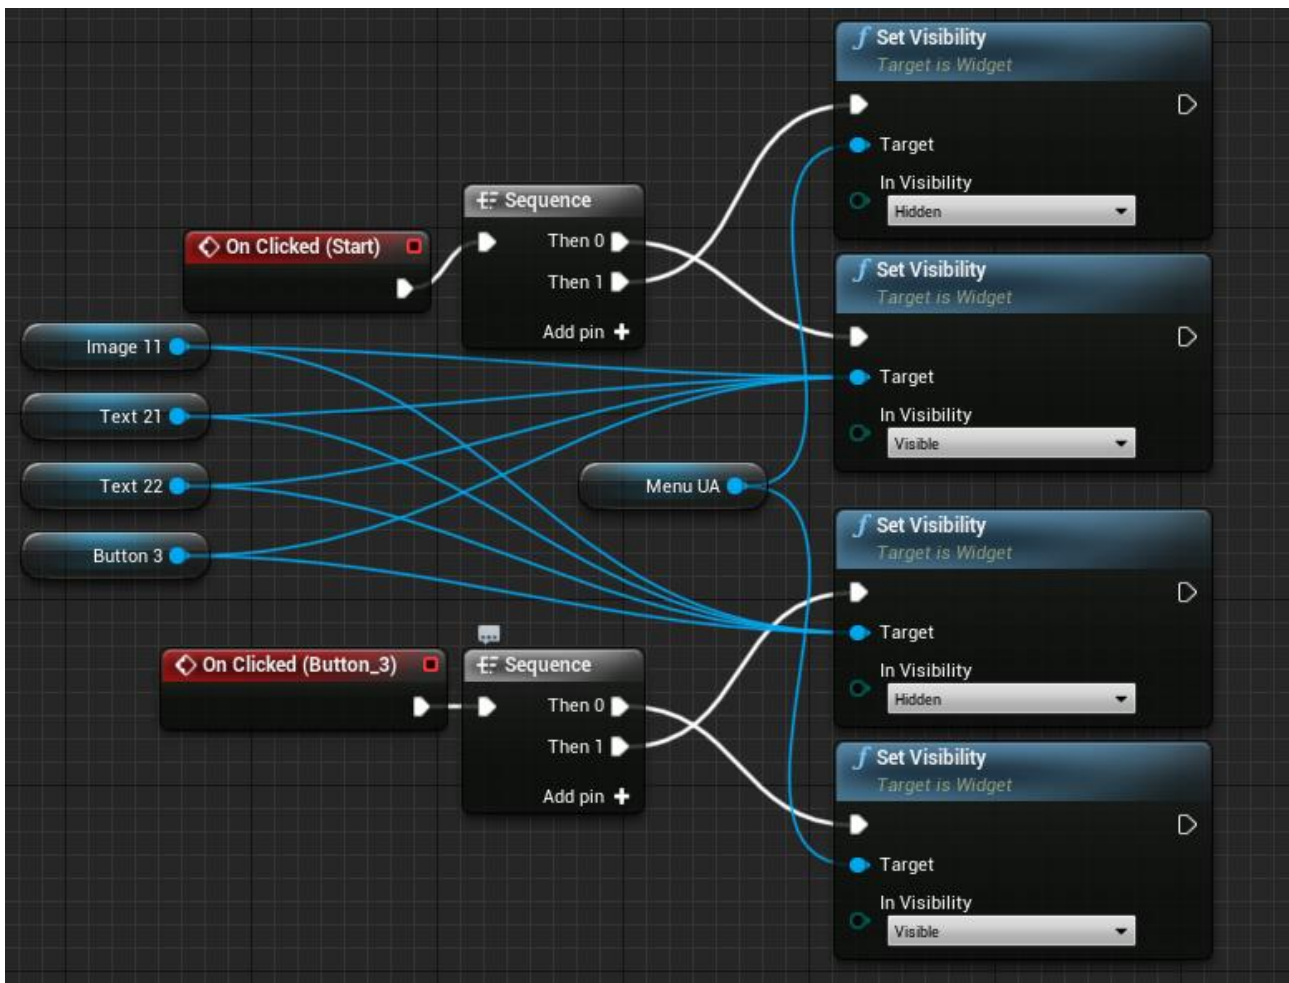 Set Visibility
Target is Widget
Target
In Visibility
Hidden
Sequence
On Clicked (Start)
Then 0
Then 1
Add pin
Set Visibility
Target is Widget
Target
In Visibility
Visible
Image 11
Text 21
Text 22
Button 3
Menu UA
Set Visibility
Target is Widget
Target
In Visibility
Hidden
On Clicked (Button_3)
Sequence
Then 0
Then 1
Add pin
Set Visibility
Target is Widget
Target
In Visibility
Visible